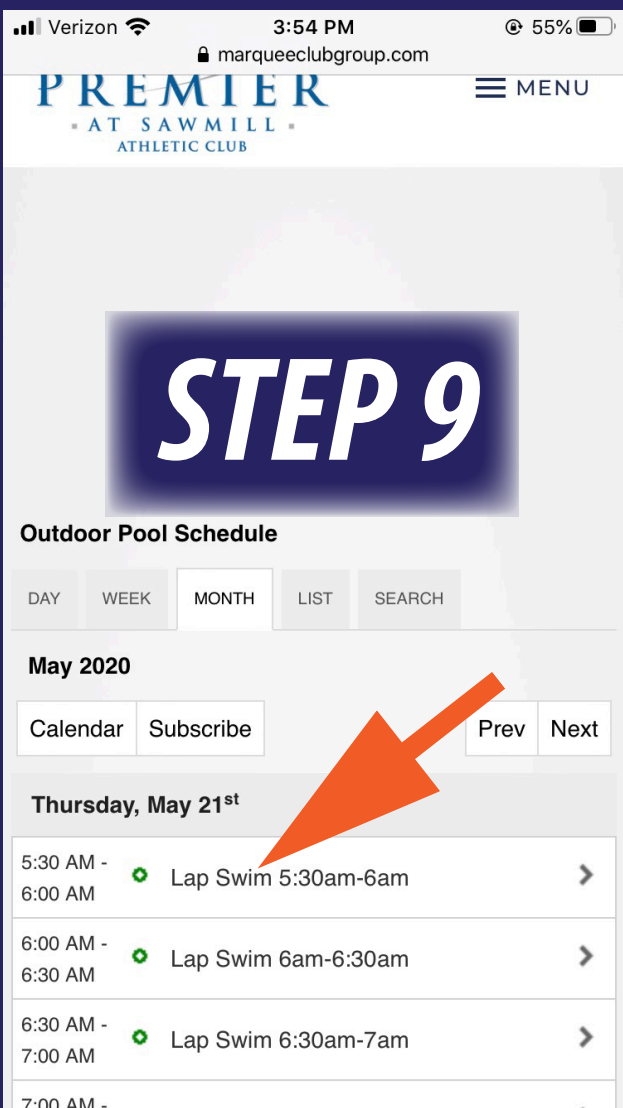 Verizon 3:54 PM 55%
marqueeclubgroup.com
PREMIER
MENU
AT SAWMILL
ATHLETIC CLUB
STEP 9
Outdoor Pool Schedule
DAY WEEK MONTH LIST SEARCH
May 2020
Calendar Subscribe Prev Next
Thursday, May 21st
5:30 AM -
6:00 AM
Lap Swim 5:30am-6am
6:00 AM -
6:30 AM
Lap Swim 6am-6:30am
6:30 AM -
7:00 AM
Lap Swim 6:30am-7am
7:00 AM -